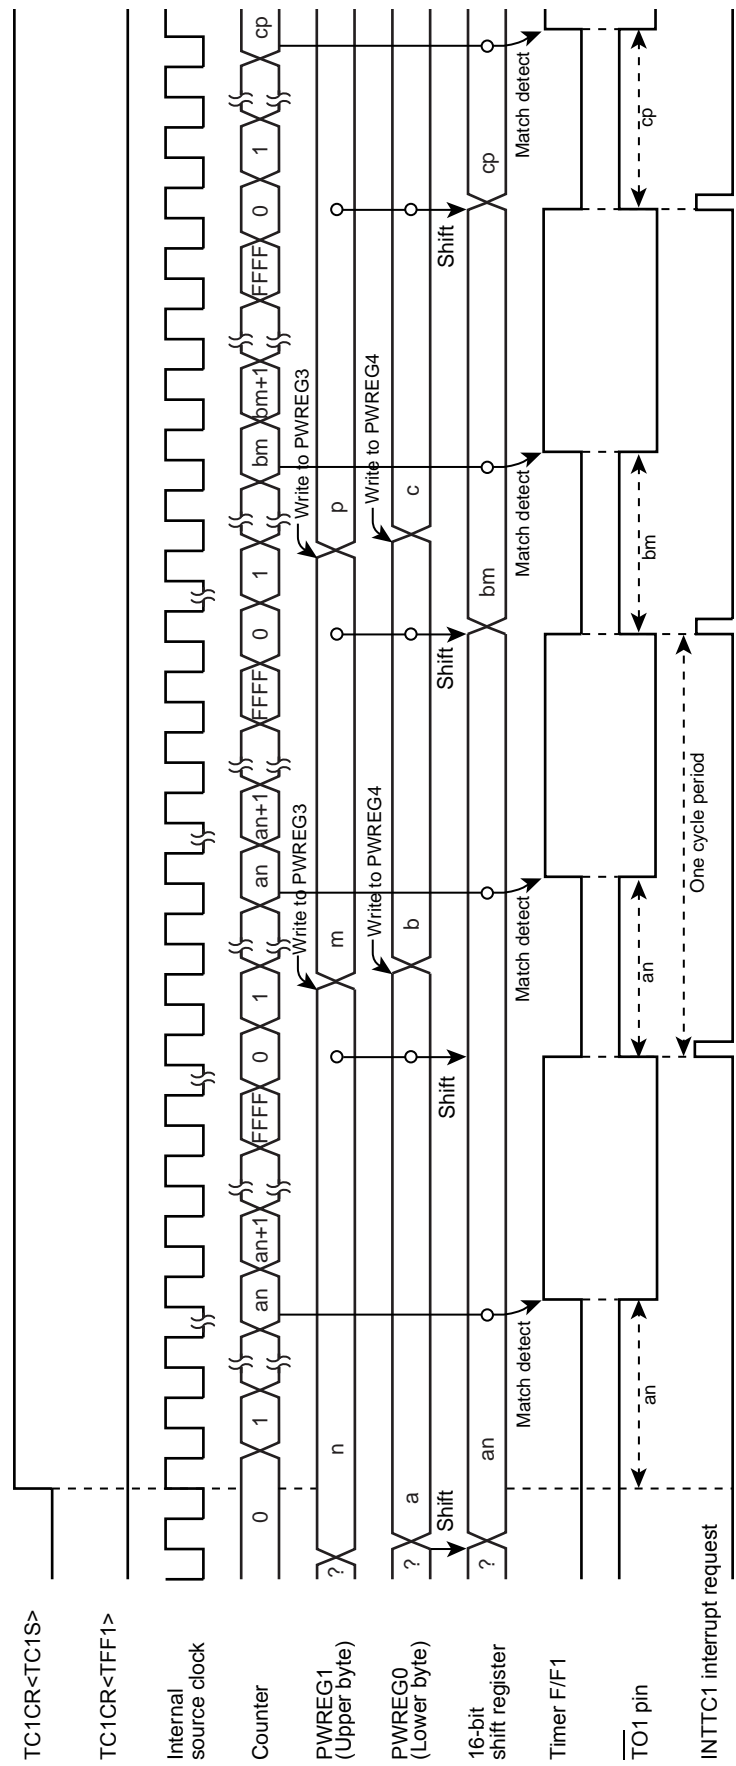 TC1CR<TC1S>
TC1CR<TFF1>
Internal
source clock
Counter
0
1
an
an+1
FFFF
0
1
an
an+1
FFFF
0
1
bm
bm+1
FFFF
0
1
cp
Write to PWREG3
Write to PWREG3
PWREG1
(Upper byte)
?
n
m
p
Write to PWREG4
Write to PWREG4
PWREG0
(Lower byte)
?
a
b
c
Shift
Shift
Shift
Shift
16-bit
shift register
?
an
bm
cp
Match detect
Match detect
Match detect
Match detect
Timer F/F1
TO1 pin
an
an
bm
cp
One cycle period
INTTC1 interrupt request